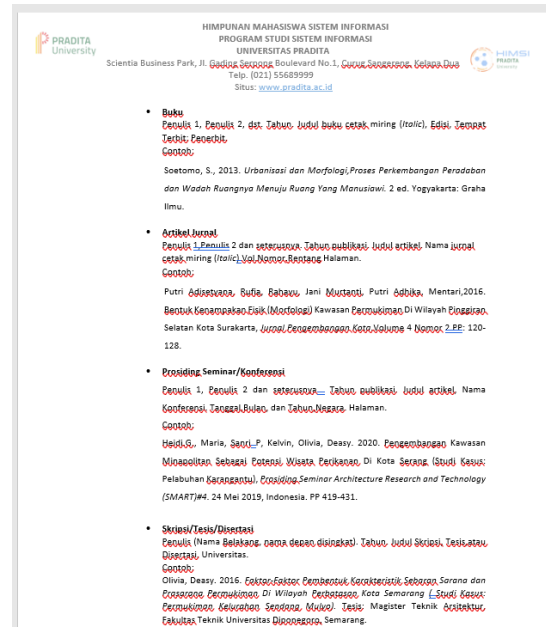 PRADITA
University
HIMPUNAN MAHASISWA SISTEM INFORMASI
PROGRAM STUDI SISTEM INFORMASI
UNIVERSITAS PRADITA
Scientia Business Park, Jl. Gading Serpong Boulevard No.1, Curug Sangereng, Kelapa Dua
Telp. (021) 55689999
Situs: www.pradita.ac.id
HIMSI
PRADITA
University
• Buku
Penulis 1, Penulis 2, dst. Tahun. Judul buku cetak miring (Italic), Edisi, Tempat
Terbit: Penerbit.
Contoh:
Soetomo, S., 2013. Urbanisasi dan Morfologi,Proses Perkembangan Peradaban
dan Wadah Ruangnya Menuju Ruang Yang Manusiawi. 2 ed. Yogyakarta: Graha
Ilmu.
• Artikel Jurnal
Penulis 1,Penulis 2 dan seterusnya. Tahun publikasi. Judul artikel. Nama jurnal
cetak miring (Italic).Vol.Nomor.Rentang Halaman.
Contoh:
Putri Adisetyana, Rufia, Rahayu, Jani Murtanti, Putri Adhika, Mentari,2016.
Bentuk Kenampakan Fisik (Morfologi) Kawasan Permukiman Di Wilayah Pinggiran
Selatan Kota Surakarta, Jurnal Pengembangan Kota.Volume 4 Nomor 2.PP: 120-
128.
• Prosiding Seminar/Konferensi
Penulis 1, Penulis 2 dan seterusnya... Tahun publikasi. Judul artikel. Nama
Konferensi. Tanggal,Bulan, dan Tahun,Negara. Halaman.
Contoh:
Heidi,G., Maria, Sanri P, Kelvin, Olivia, Deasy. 2020. Pengembangan Kawasan
Minapolitan Sebagai Potensi Wisata Perikanan Di Kota Serang (Studi Kasus:
Pelabuhan Karangantu), Prosiding Seminar Architecture Research and Technology
(SMART)#4. 24 Mei 2019, Indonesia. PP 419-431.
• Skripsi/Tesis/Disertasi
Penulis (Nama Belakang, nama depan disingkat). Tahun. Judul Skripsi, Tesis,atau
Disertasi, Universitas.
Contoh:
Olivia, Deasy. 2016. Faktor-Faktor Pembentuk Karakteristik Sebaran Sarana dan
Prasarana Permukiman Di Wilayah Perbatasan Kota Semarang ( Studi Kasus:
Permukiman Kelurahan Sendang Mulyo). Tesis: Magister Teknik Arsitektur,
Fakultas Teknik Universitas Diponegoro, Semarang.